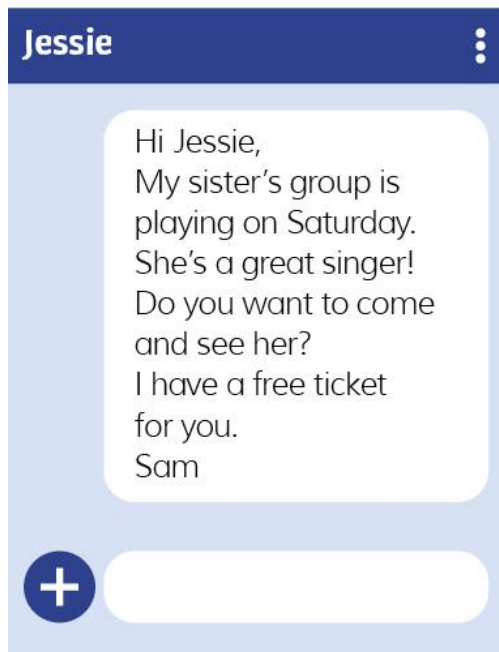 Jessie
Hi Jessie,
My sister's group is
playing on Saturday.
She's a great singer!
Do you want to come
and see her?
I have a free ticket
for you.
Sam